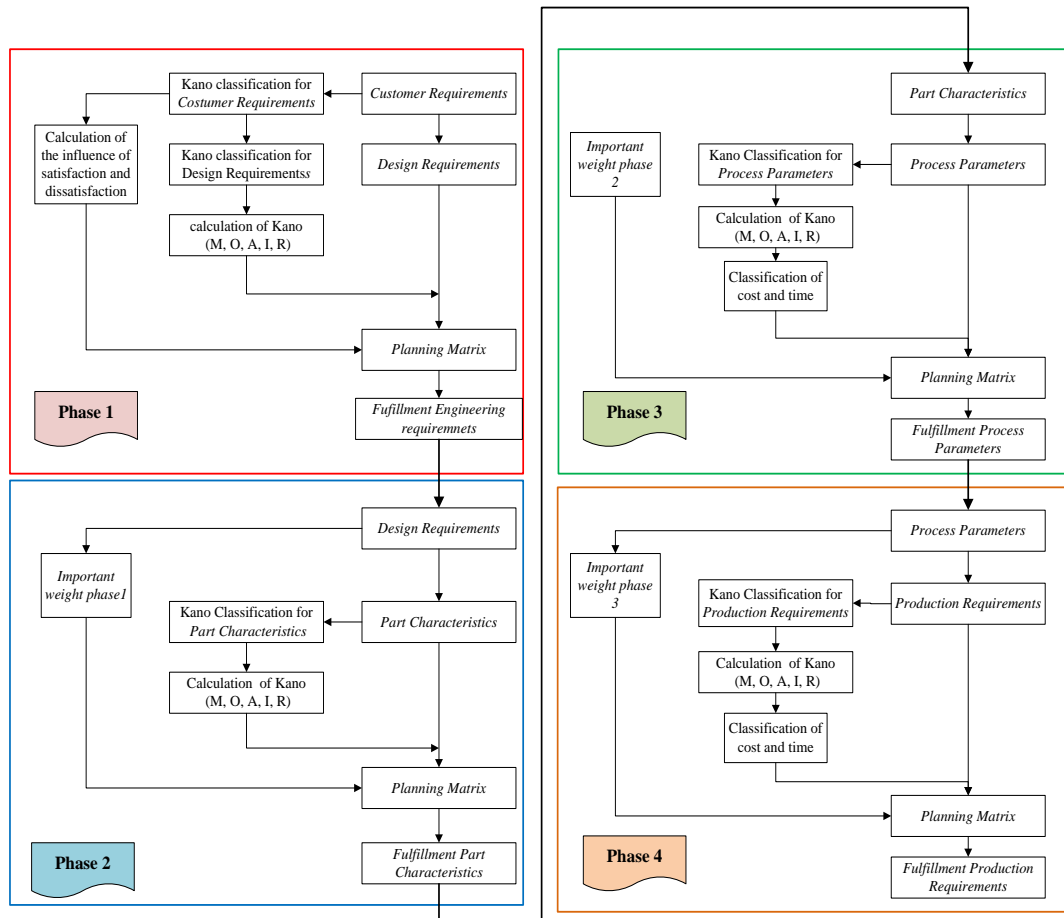 Kano classification for
Costumer Requirements
Customer Requirements
Calculation of
the influence of
satisfaction and
dissatisfaction
Kano classification for
Design Requirements
Design Requirements
calculation of Kano
(M, O, A, I, R)
Planning Matrix
Phase 1
Fufillment Engineering
requiremnets
Design Requirements
Important
weight phase1
Kano Classification for
Part Characteristics
Part Characteristics
Calculation of Kano
(M, O, A, I, R)
Planning Matrix
Phase 2
Fulfillment Part
Characteristics
Part Characteristics
Important
weight phase
2
Kano Classification for
Process Parameters
Process Parameters
Calculation of Kano
(M, O, A, I, R)
Classification of
cost and time
Planning Matrix
Phase 3
Fulfillment Process
Parameters
Process Parameters
Important
weight phase
3
Kano Classification for
Production Requirements
Production Requirements
Calculation of Kano
(M, O, A, I, R)
Classification of
cost and time
Planning Matrix
Phase 4
Fulfillment Production
Requirements